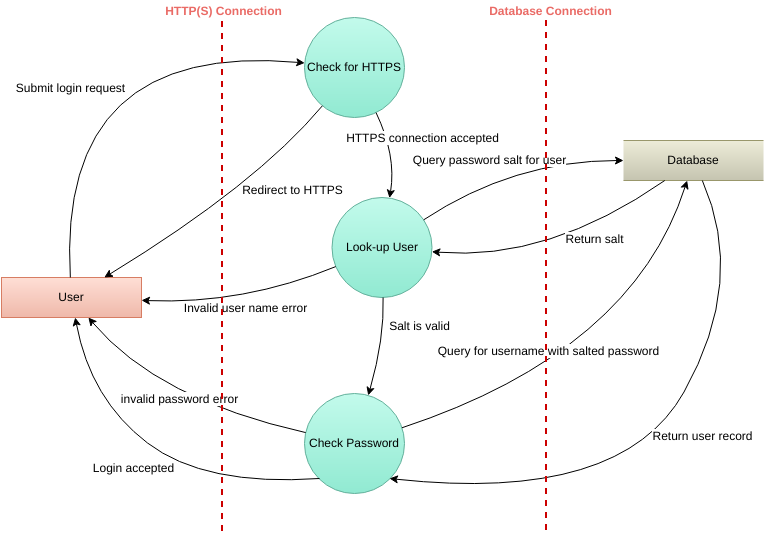 HTTP(S) Connection
Database Connection
Check for HTTPS
Submit login request
HTTPS connection accepted
Query password salt for user
Database
Redirect to HTTPS
Return salt
Look-up User
User
Invalid user name error
Salt is valid
Query for username with salted password
invalid password error
Return user record
Check Password
Login accepted